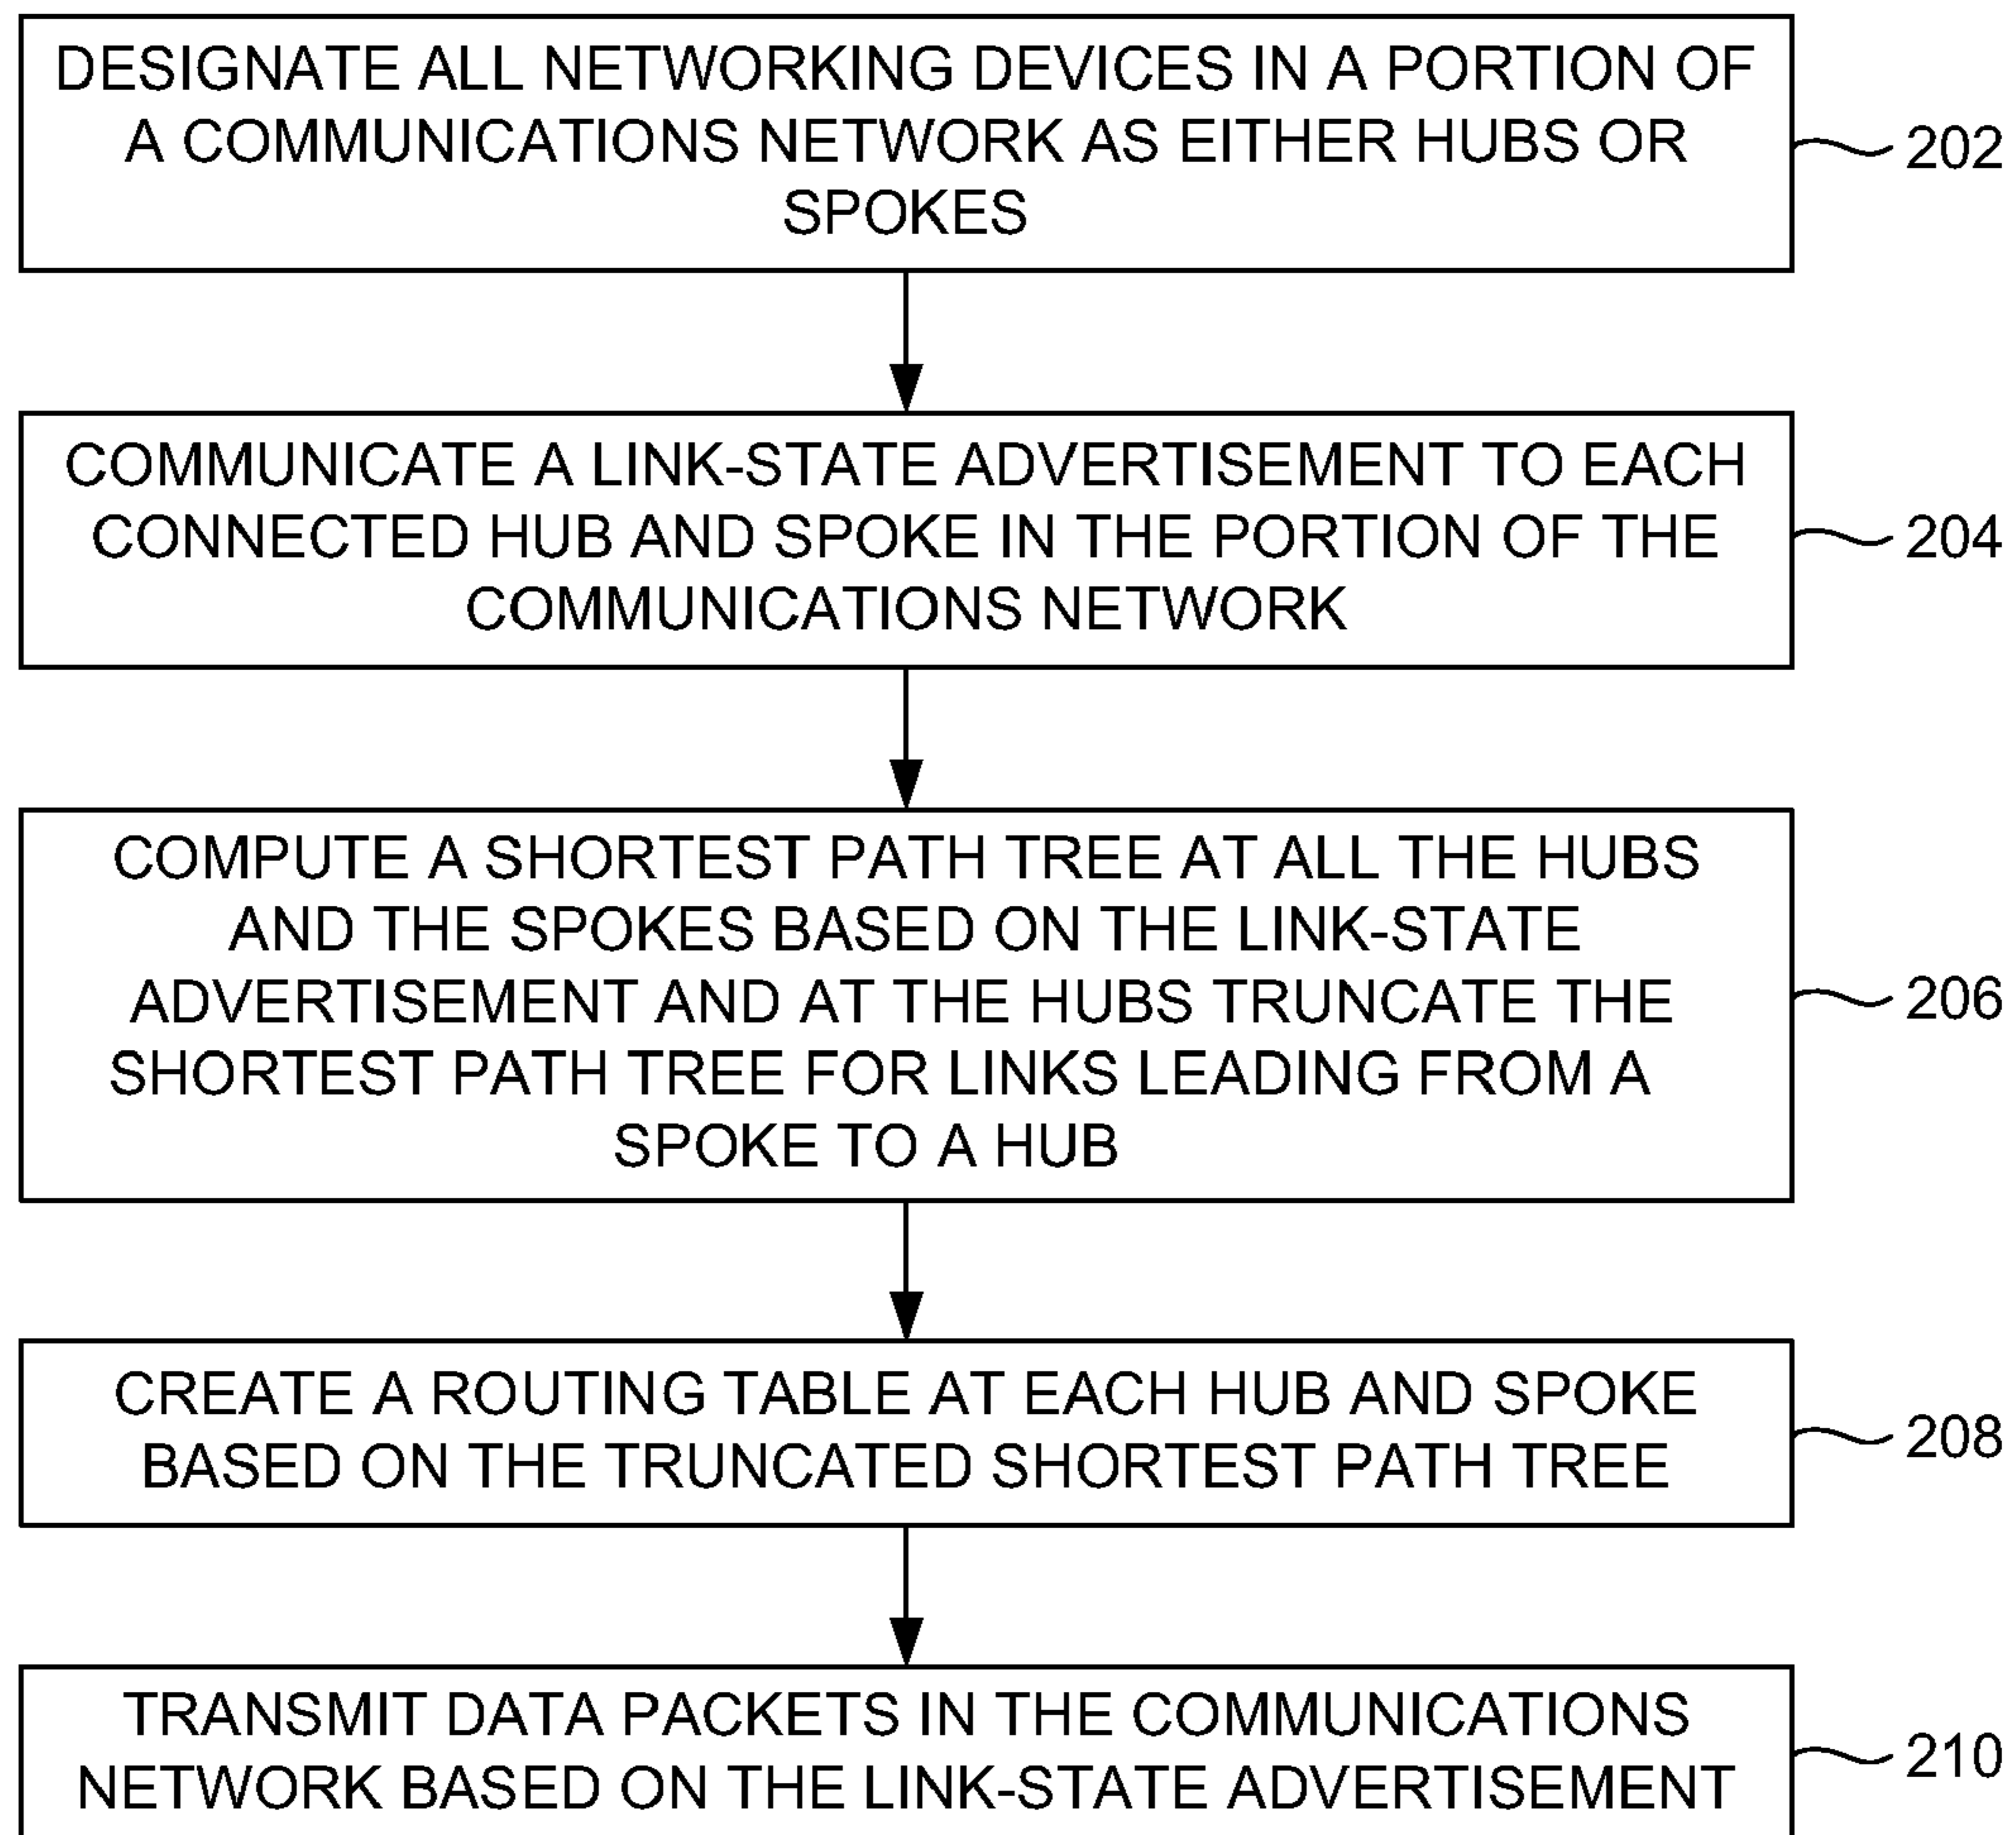 DESIGNATE ALL NETWORKING DEVICES IN A PORTION OF
A COMMUNICATIONS NETWORK AS EITHER HUBS OR
SPOKES
202
COMMUNICATE A LINK-STATE ADVERTISEMENT TO EACH
CONNECTED HUB AND SPOKE IN THE PORTION OF THE
COMMUNICATIONS NETWORK
204
COMPUTE A SHORTEST PATH TREE AT ALL THE HUBS
AND THE SPOKES BASED ON THE LINK-STATE
ADVERTISEMENT AND AT THE HUBS TRUNCATE THE
SHORTEST PATH TREE FOR LINKS LEADING FROM A
SPOKE TO A HUB
206
CREATE A ROUTING TABLE AT EACH HUB AND SPOKE
BASED ON THE TRUNCATED SHORTEST PATH TREE
208
TRANSMIT DATA PACKETS IN THE COMMUNICATIONS
NETWORK BASED ON THE LINK-STATE ADVERTISEMENT
210